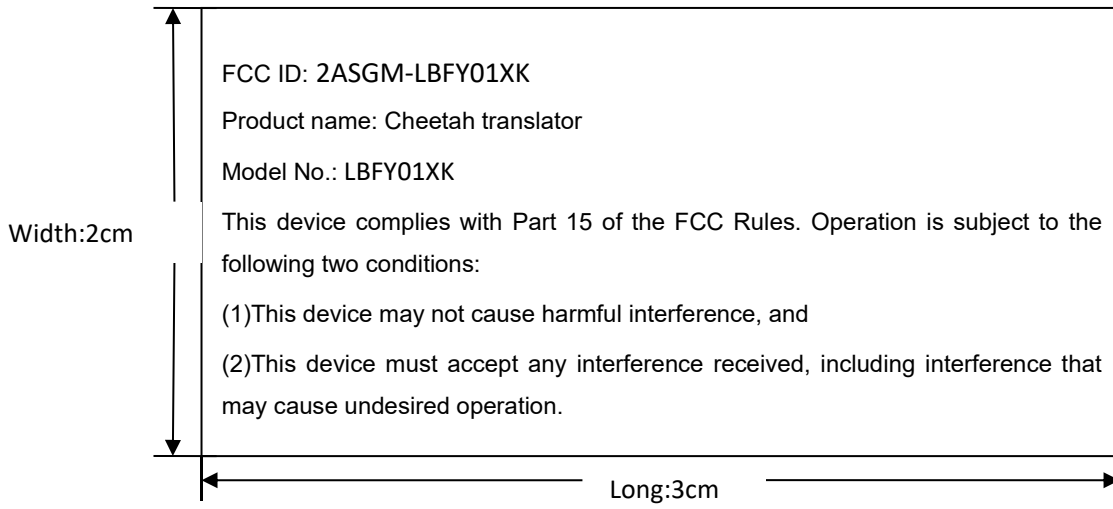 FCC ID: 2ASGM-LBFY01XK
Product name: Cheetah translator
Model No.: LBFY01XK
This device complies with Part 15 of the FCC Rules. Operation is subject to the
following two conditions:
(1)This device may not cause harmful interference, and
(2)This device must accept any interference received, including interference that
may cause undesired operation.
Width:2cm
Long:3cm